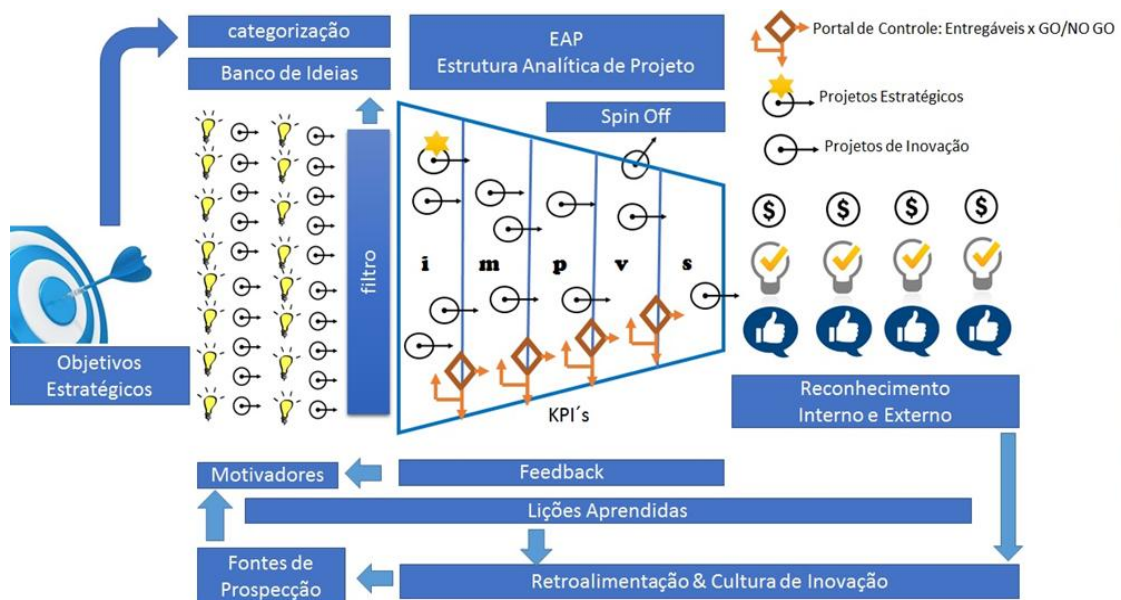 categorização
Banco de Ideias
EAP
Estrutura Analítica de Projeto
Spin Off
Portal de Controle: Entregáveis x GO/NO GO
Projetos Estratégicos
Projetos de Inovação
$ $ $ $
filtro
i m p v s
Objetivos
Estratégicos
KPI´s
Reconhecimento
Interno e Externo
Motivadores
Feedback
Lições Aprendidas
Fontes de
Prospecção
Retroalimentação & Cultura de Inovação